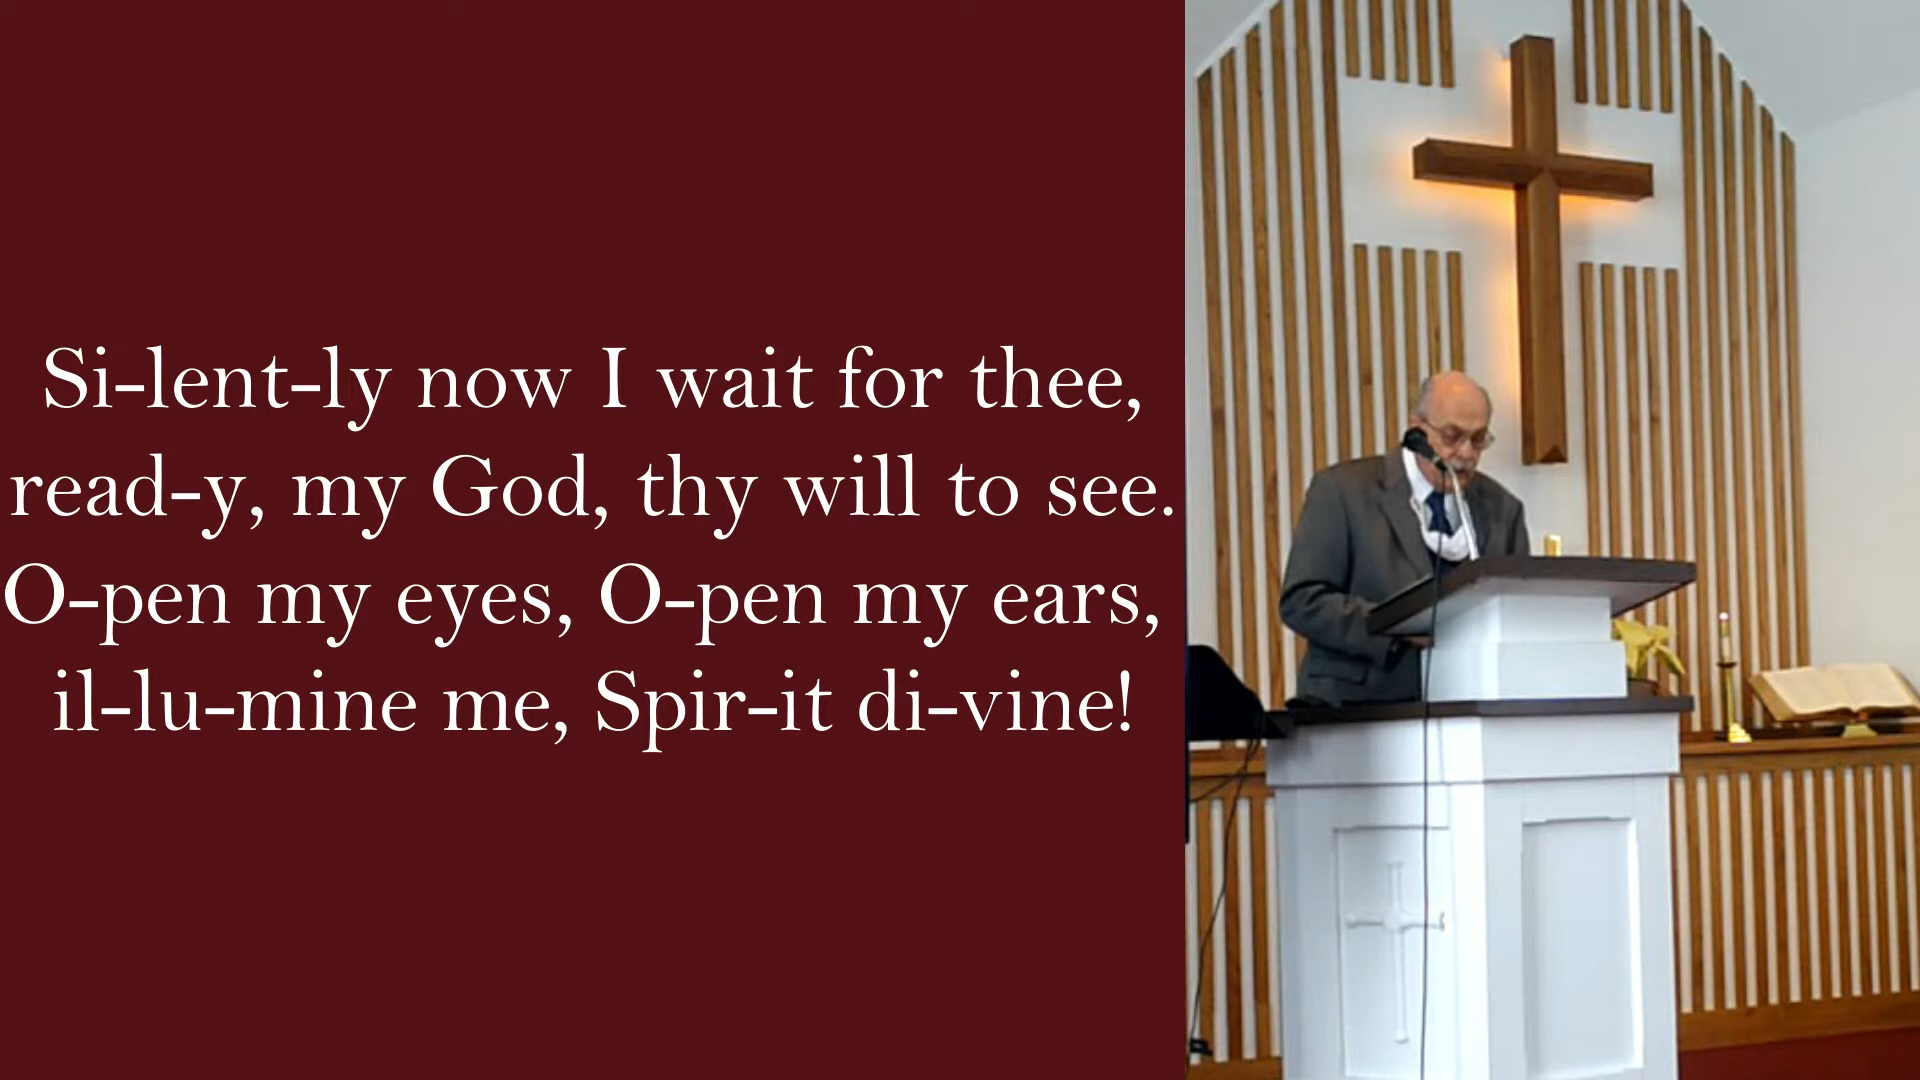 Si-lent-ly now I wait for thee,
read-y, my God, thy will to see.
O-pen my eyes, O-pen my ears,
il-lu-mine me, Spir-it di-vine!